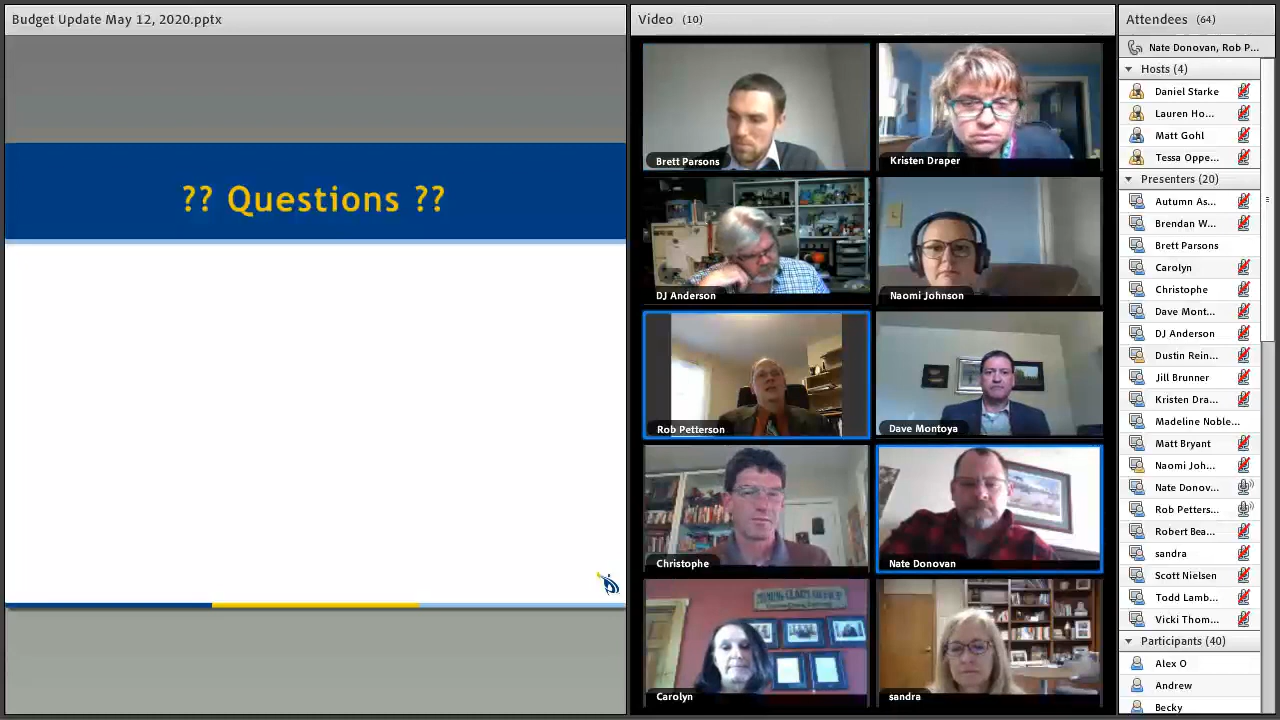 Budget Update May 12, 2020.pptx
?? Questions ??
Video (10)
Brett Parsons
Kristen Draper
DJ Anderson
Naomi Johnson
Rob Petterson
Dave Montoya
Christophe
Nate Donovan
Carolyn
sandra
Attendees (64)
Nate Donovan, Rob P...
Hosts (4)
Daniel Starke
Lauren Ho...
Matt Gohl
Tessa Oppe...
Presenters (20)
Autumn As...
Brendan W...
Brett Parsons
Carolyn
Christophe
Dave Mont...
DJ Anderson
Dustin Rein...
Jill Brunner
Kristen Dra...
Madeline Noble...
Matt Bryant
Naomi Joh...
Nate Donov...
Rob Petters...
Robert Bea...
sandra
Scott Nielsen
Todd Lamb...
Vicki Thom...
Participants (40)
Alex O
Andrew
Becky